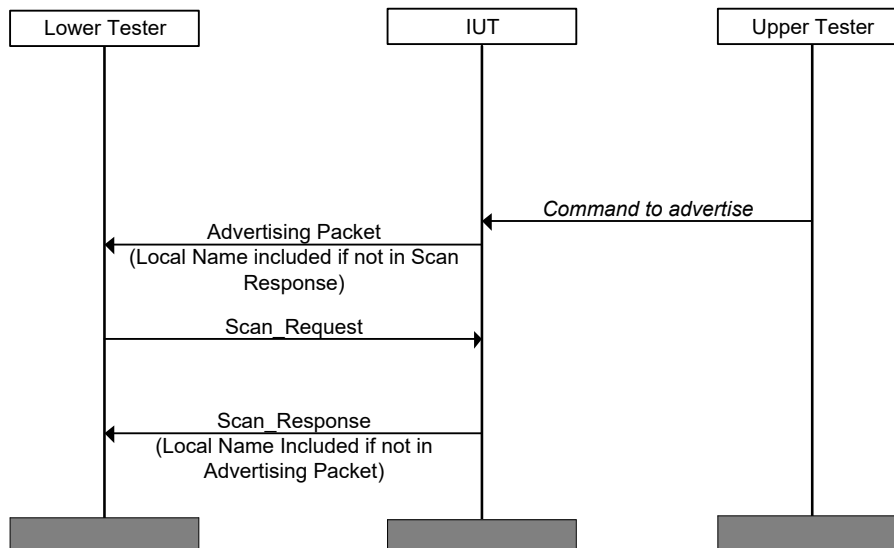 Lower Tester
IUT
Upper Tester
Command to advertise
Advertising Packet
(Local Name included if not in Scan
Response)
Scan_Request
Scan_Response
(Local Name Included if not in
Advertising Packet)